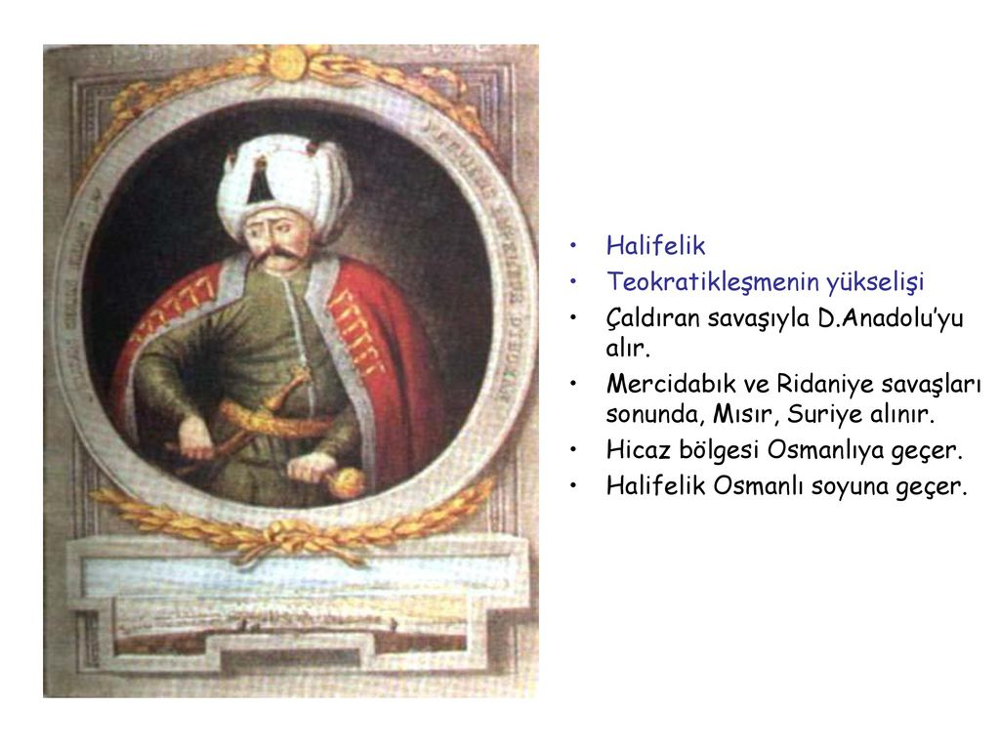 • Halifelik
• Teokratikleşmenin yükselişi
• Çaldıran savaşıyla D.Anadolu’yu
alır.
• Mercidabık ve Ridaniye savaşları
sonunda, Mısır, Suriye alınır.
• Hicaz bölgesi Osmanlıya geçer.
• Halifelik Osmanlı soyuna geçer.